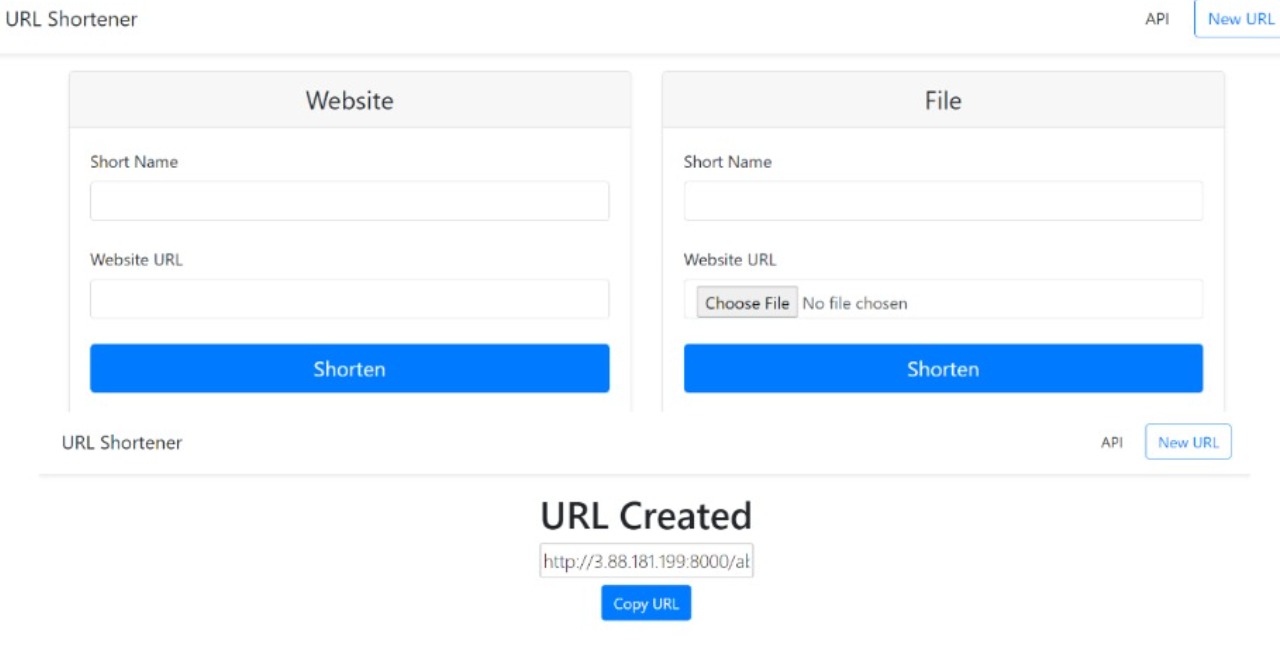 URL Shortener API New URL
Website File
Short Name Short Name
Website URL Website URL
Choose File No file chosen
Shorten Shorten
URL Shortener API New URL
URL Created
http://3.88.181.199:8000/al
Copy URL